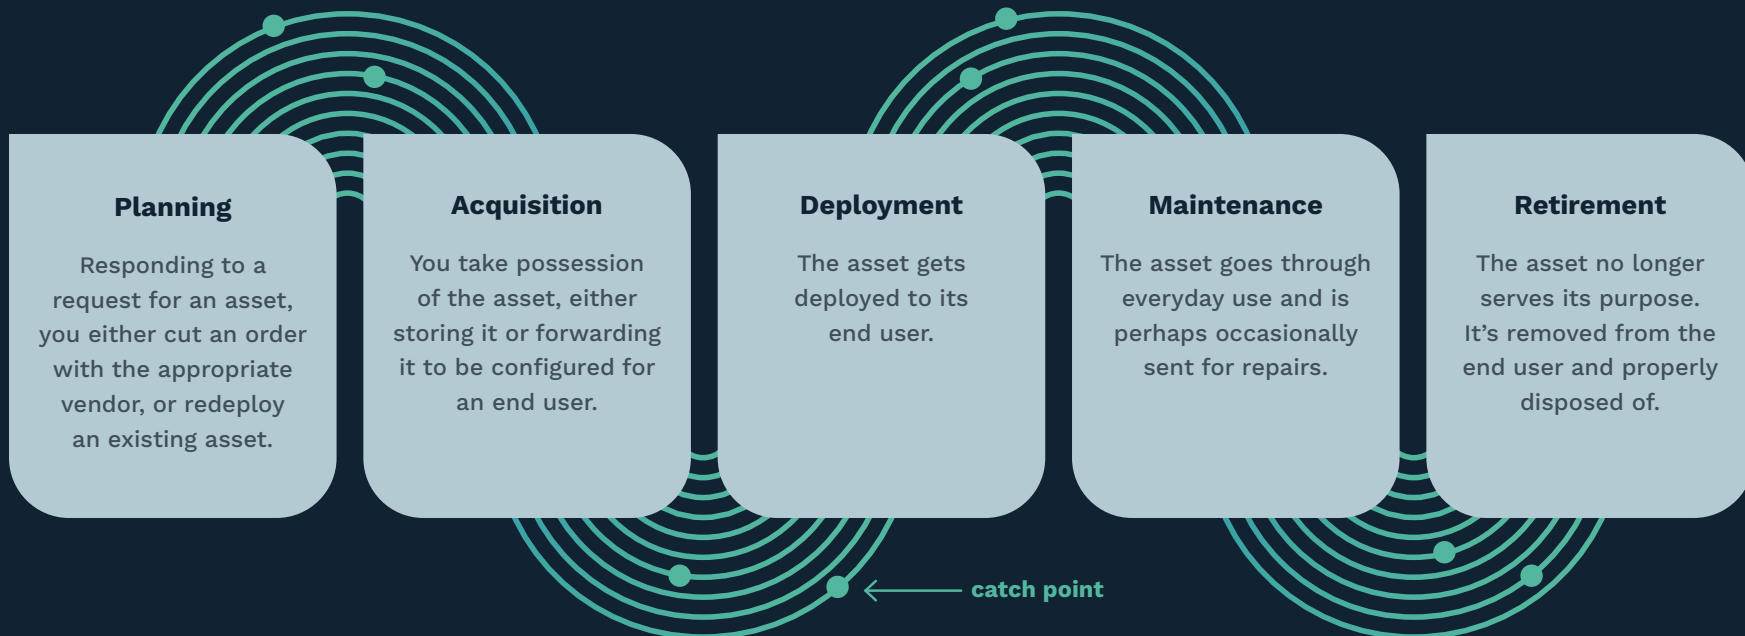 Planning
Responding to a
request for an asset,
you either cut an order
with the appropriate
vendor, or redeploy
an existing asset.
Acquisition
You take possession
of the asset, either
storing it or forwarding
it to be configured for
an end user.
Deployment
The asset gets
deployed to its
end user.
Maintenance
The asset goes through
everyday use and is
perhaps occasionally
sent for repairs.
Retirement
The asset no longer
serves its purpose.
It’s removed from the
end user and properly
disposed of.
catch point